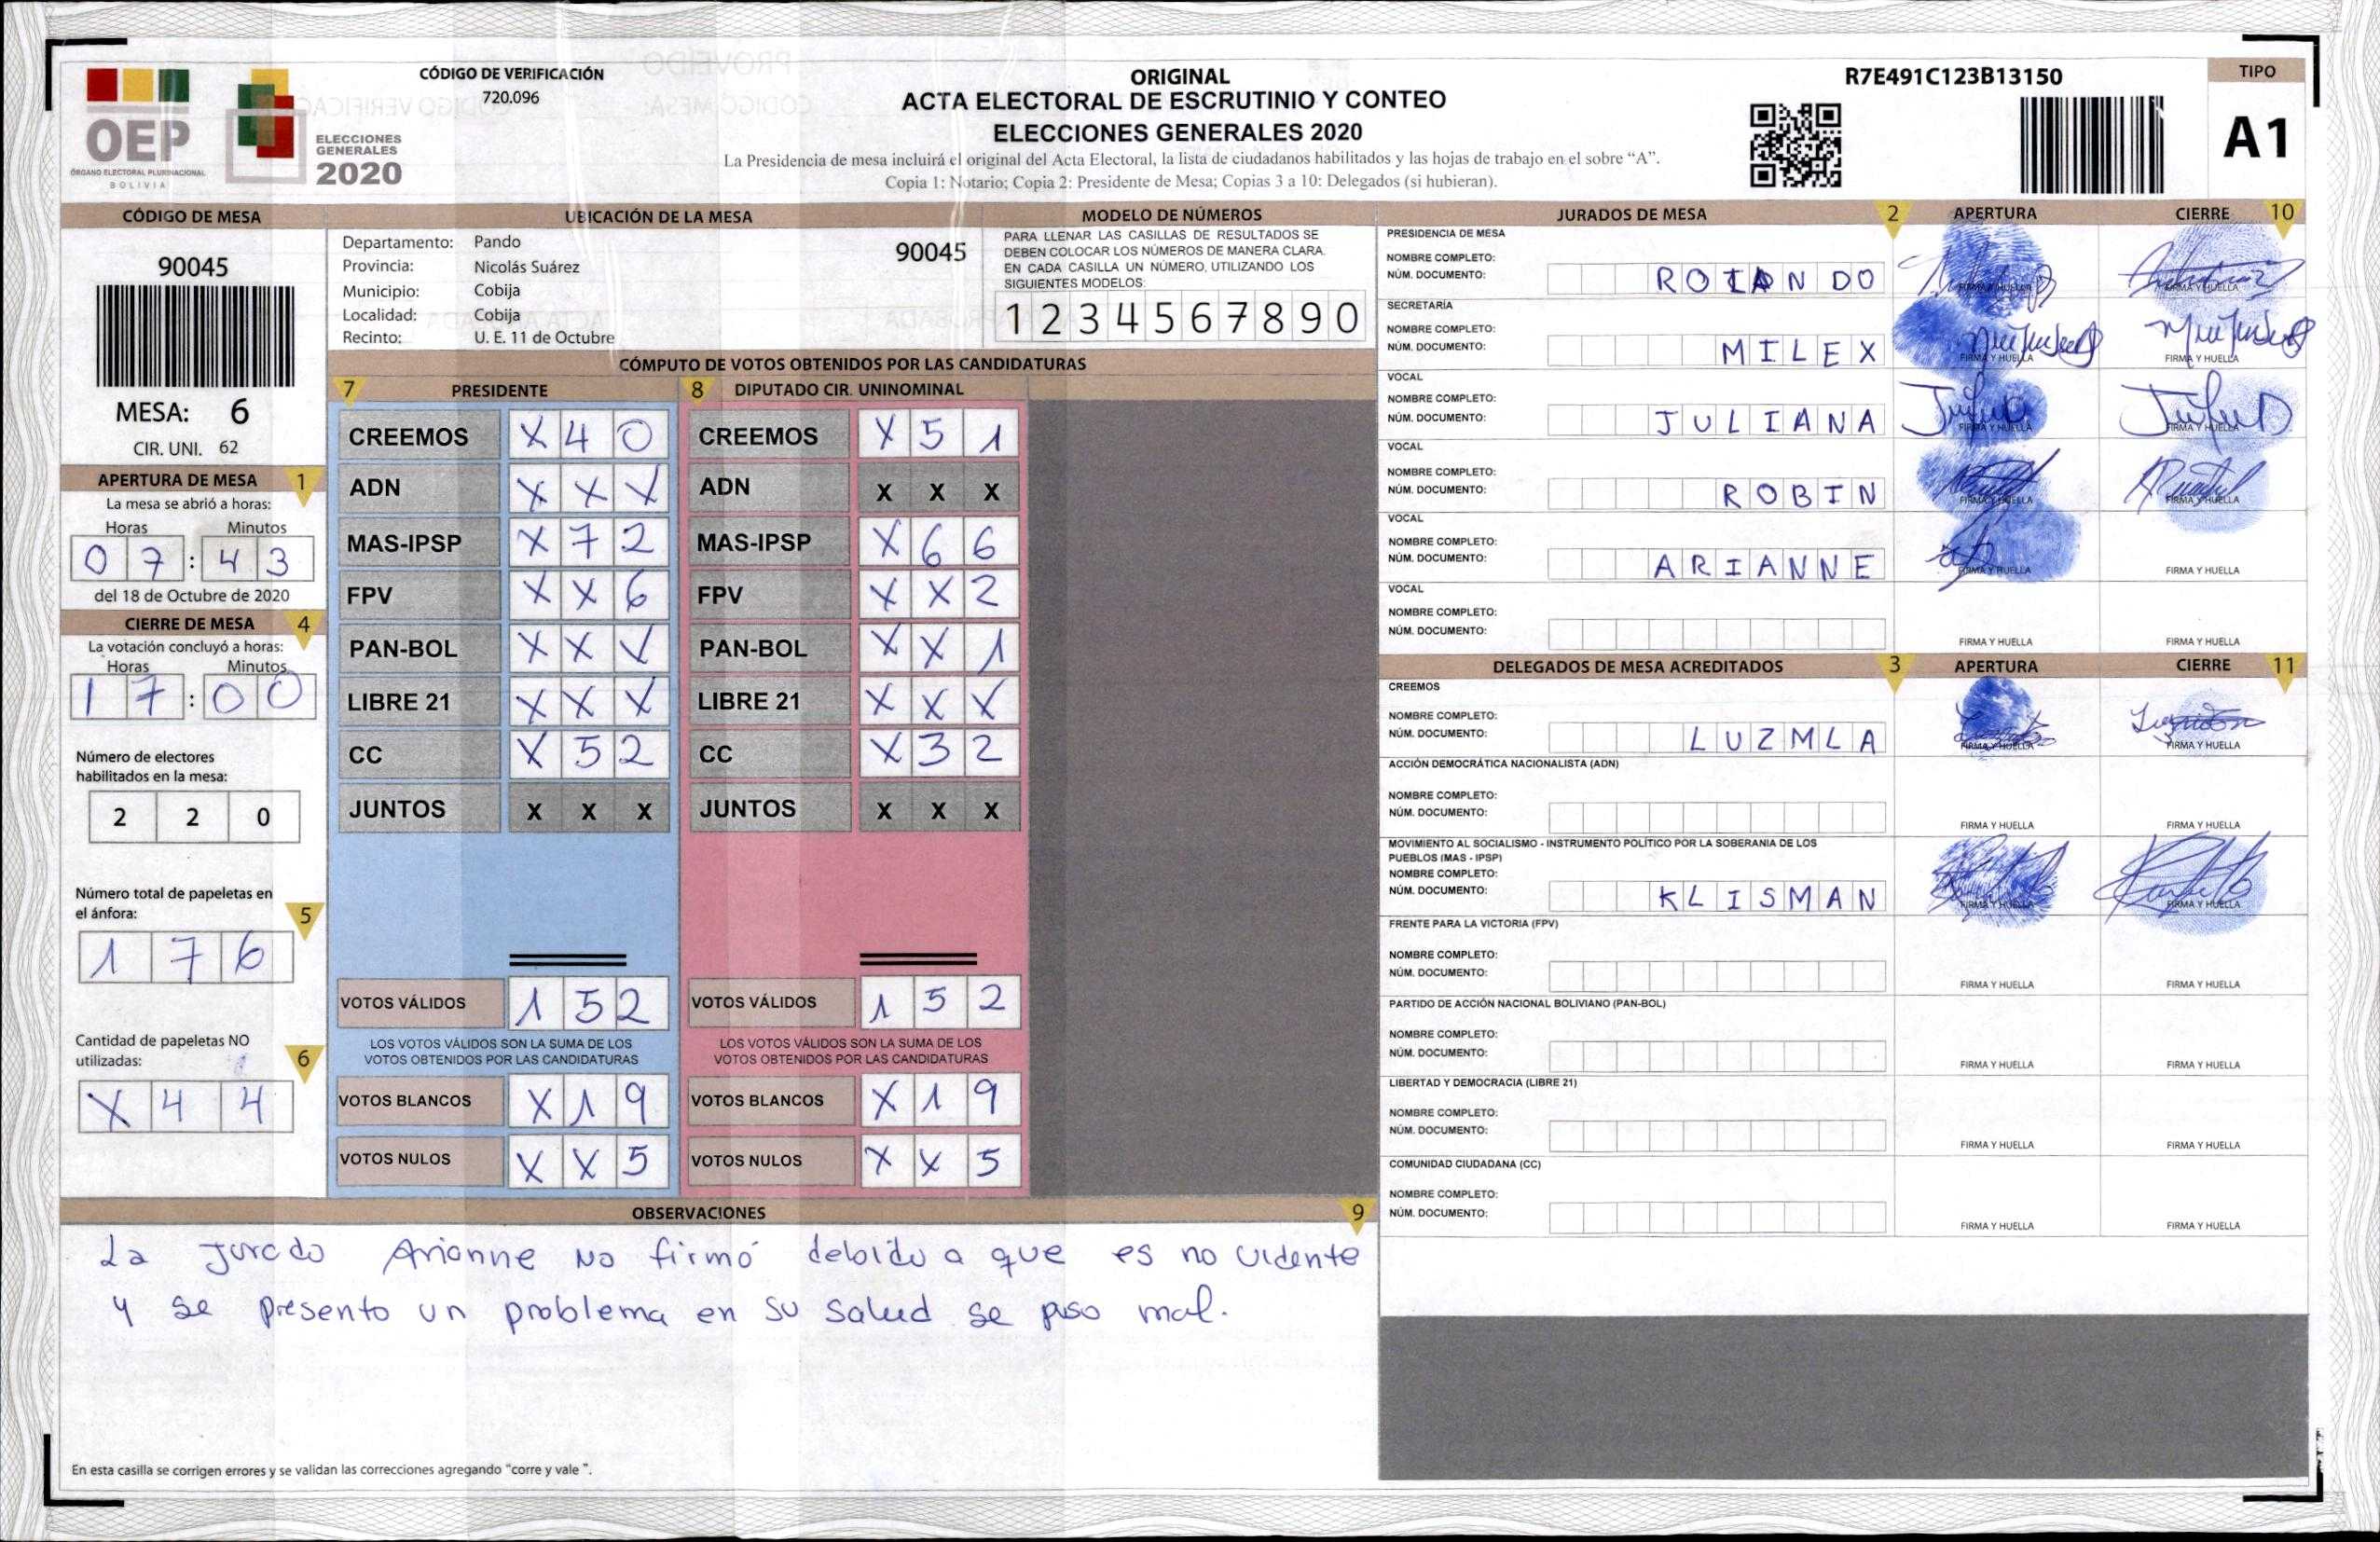 CÓDIGO DE VERIFICACIÓN
720.096
OEP
ÓRGANO ELECTORAL PLURINACIONAL
BOLIVIA
ELECCIONES
GENERALES
2020
ORIGINAL
ACTA ELECTORAL DE ESCRUTINIO Y CONTEO
ELECCIONES GENERALES 2020
La Presidencia de mesa incluirá el original del Acta Electoral, la lista de ciudadanos habilitados y las hojas de trabajo en el sobre “A”.
Copia 1: Notario; Copia 2: Presidente de Mesa; Copias 3 a 10: Delegados (si hubieran).
R7E491C123B13150
TIPO
A1
CÓDIGO DE MESA
90045
MESA: 6
CIR. UNI. 62
APERTURA DE MESA 1
La mesa se abrió a horas:
Horas Minutos
07:43
del 18 de Octubre de 2020
CIERRE DE MESA 4
La votación concluyó a horas:
Horas Minutos
17:00
Número de electores
habilitados en la mesa:
220
Número total de papeletas en
el ánfora: 5
176
Cantidad de papeletas NO
utilizadas: 6
X44
UBICACIÓN DE LA MESA
Departamento: Pando 90045
Provincia: Nicolás Suárez
Municipio: Cobija
Localidad: Cobija
Recinto: U. E. 11 de Octubre
MODELO DE NÚMEROS
PARA LLENAR LAS CASILLAS DE RESULTADOS SE
DEBEN COLOCAR LOS NÚMEROS DE MANERA CLARA.
EN CADA CASILLA UN NÚMERO, UTILIZANDO LOS
SIGUIENTES MODELOS:
1 2 3 4 5 6 7 8 9 0
CÓMPUTO DE VOTOS OBTENIDOS POR LAS CANDIDATURAS
7 PRESIDENTE 8 DIPUTADO CIR. UNINOMINAL
CREEMOS X 4 0 CREEMOS X 5 1
ADN X X X ADN X X X
MAS-IPSP X 7 2 MAS-IPSP X 6 6
FPV X X 6 FPV X X 2
PAN-BOL X X X PAN-BOL X X 1
LIBRE 21 X X X LIBRE 21 X X X
CC X 5 2 CC X 3 2
JUNTOS X X X JUNTOS X X X
VOTOS VÁLIDOS 1 5 2 VOTOS VÁLIDOS 1 5 2
LOS VOTOS VÁLIDOS SON LA SUMA DE LOS LOS VOTOS VÁLIDOS SON LA SUMA DE LOS
VOTOS OBTENIDOS POR LAS CANDIDATURAS VOTOS OBTENIDOS POR LAS CANDIDATURAS
VOTOS BLANCOS X 1 9 VOTOS BLANCOS X 1 9
VOTOS NULOS X X 5 VOTOS NULOS X X 5
JURADOS DE MESA 2 APERTURA CIERRE 10
PRESIDENCIA DE MESA
NOMBRE COMPLETO:
NÚM. DOCUMENTO: FIRMA Y HUELLA FIRMA Y HUELLA
SECRETARÍA
NOMBRE COMPLETO:
NÚM. DOCUMENTO: MILEX FIRMA Y HUELLA FIRMA Y HUELLA
VOCAL
NOMBRE COMPLETO:
NÚM. DOCUMENTO: JULIANA FIRMA Y HUELLA FIRMA Y HUELLA
VOCAL
NOMBRE COMPLETO:
NÚM. DOCUMENTO: ROBIN FIRMA Y HUELLA FIRMA Y HUELLA
VOCAL
NOMBRE COMPLETO:
NÚM. DOCUMENTO: ARIANNE FIRMA Y HUELLA FIRMA Y HUELLA
VOCAL
NOMBRE COMPLETO:
NÚM. DOCUMENTO: FIRMA Y HUELLA FIRMA Y HUELLA
DELEGADOS DE MESA ACREDITADOS 3 APERTURA CIERRE 11
CREEMOS
NOMBRE COMPLETO:
NÚM. DOCUMENTO: LUZMLA FIRMA Y HUELLA FIRMA Y HUELLA
ACCIÓN DEMOCRÁTICA NACIONALISTA (ADN)
NOMBRE COMPLETO:
NÚM. DOCUMENTO: FIRMA Y HUELLA FIRMA Y HUELLA
MOVIMIENTO AL SOCIALISMO - INSTRUMENTO POLÍTICO POR LA SOBERANIA DE LOS
PUEBLOS (MAS - IPSP)
NOMBRE COMPLETO:
NÚM. DOCUMENTO: KLISMAN FIRMA Y HUELLA FIRMA Y HUELLA
FRENTE PARA LA VICTORIA (FPV)
NOMBRE COMPLETO:
NÚM. DOCUMENTO: FIRMA Y HUELLA FIRMA Y HUELLA
PARTIDO DE ACCIÓN NACIONAL BOLIVIANO (PAN-BOL)
NOMBRE COMPLETO:
NÚM. DOCUMENTO: FIRMA Y HUELLA FIRMA Y HUELLA
LIBERTAD Y DEMOCRACIA (LIBRE 21)
NOMBRE COMPLETO:
NÚM. DOCUMENTO: FIRMA Y HUELLA FIRMA Y HUELLA
COMUNIDAD CIUDADANA (CC)
NOMBRE COMPLETO:
NÚM. DOCUMENTO: FIRMA Y HUELLA FIRMA Y HUELLA
OBSERVACIONES 9
La Jurado Arianne No firmó debido a que es no vidente
y se presento un problema en su salud se puso mal.
En esta casilla se corrigen errores y se validan las correcciones agregando “corre y vale ”.